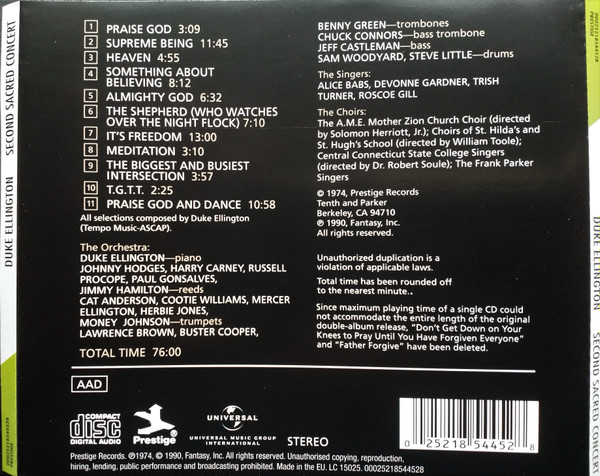 DUKE ELLINGTON SECOND SACRED CONCERT
1 PRAISE GOD 3:09
2 SUPREME BEING 11:45
3 HEAVEN 4:55
4 SOMETHING ABOUT
BELIEVING 8:12
5 ALMIGHTY GOD 6:32
6 THE SHEPHERD (WHO WATCHES
OVER THE NIGHT FLOCK) 7:10
7 IT'S FREEDOM 13:00
8 MEDITATION 3:10
9 THE BIGGEST AND BUSIEST
INTERSECTION 3:57
10 T.G.T.T. 2:25
11 PRAISE GOD AND DANCE 10:58
All selections composed by Duke Ellington
(Tempo Music-ASCAP).
The Orchestra:
DUKE ELLINGTON—piano
JOHNNY HODGES, HARRY CARNEY, RUSSELL
PROCOPE, PAUL GONSALVES,
JIMMY HAMILTON—reeds
CAT ANDERSON, COOTIE WILLIAMS, MERCER
ELLINGTON, HERBIE JONES,
MONEY JOHNSON—trumpets
LAWRENCE BROWN, BUSTER COOPER,
TOTAL TIME 76:00
BENNY GREEN—trombones
CHUCK CONNORS—bass trombone
JEFF CASTLEMAN—bass
SAM WOODYARD, STEVE LITTLE—drums
The Singers:
ALICE BABS, DEVONNE GARDNER, TRISH
TURNER, ROSCOE GILL
The Choirs:
The A.M.E. Mother Zion Church Choir (directed
by Solomon Herriott, Jr.); Choirs of St. Hilda's and
St. Hugh's School (directed by William Toole);
Central Connecticut State College Singers
(directed by Dr. Robert Soule); The Frank Parker
Singers
© 1974, Prestige Records
Tenth and Parker
Berkeley, CA 94710
℗ 1990, Fantasy, Inc.
All rights reserved.
Unauthorized duplication is a
violation of applicable laws.
Total time has been rounded off
to the nearest minute..
Since maximum playing time of a single CD could
not accommodate the entire length of the original
double-album release, "Don't Get Down on Your
Knees to Pray Until You Have Forgiven Everyone"
and "Father Forgive" have been deleted.
AAD
COMPACT
disc
DIGITAL AUDIO
Prestige
UNIVERSAL
UNIVERSAL MUSIC GROUP
INTERNATIONAL
STEREO
0 25218 54452 8
Prestige Records. ℗1974, © 1990, Fantasy, Inc. All rights reserved. Unauthorised copying, reproduction,
hiring, lending, public performance and broadcasting prohibited. Made in the EU. LC 15025. 00025218544528
PRESTIGE
00025218544528
DUKE ELLINGTON SECOND SACRED CONCERT